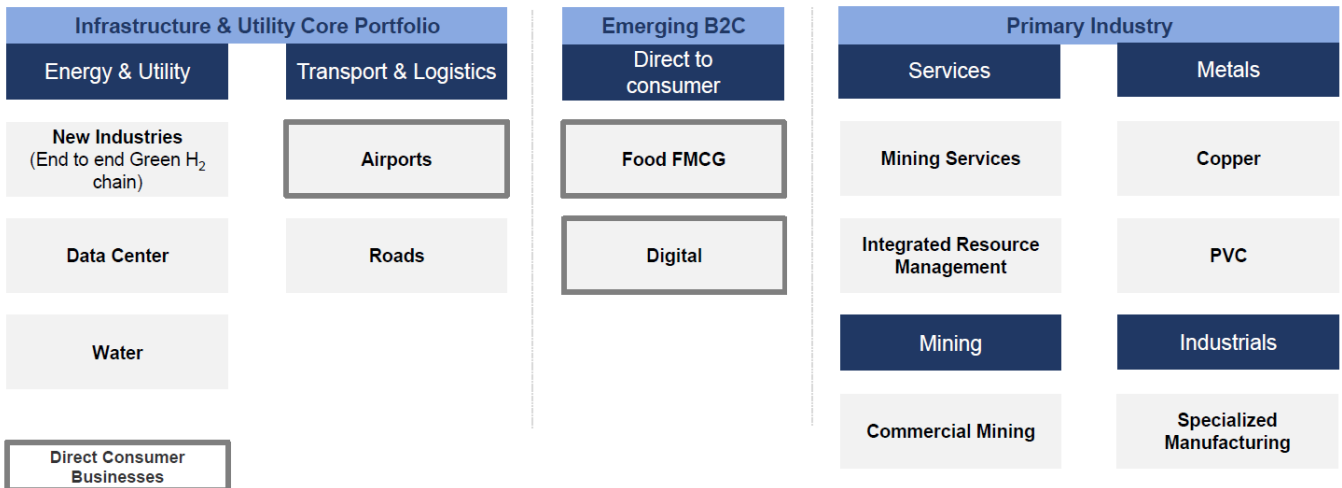 Infrastructure & Utility Core Portfolio
Energy & Utility
New Industries
(End to end Green H₂
chain)
Data Center
Water
Direct Consumer
Businesses
Transport & Logistics
Airports
Roads
Emerging B2C
Direct to
consumer
Food FMCG
Digital
Primary Industry
Services
Mining Services
Integrated Resource
Management
Mining
Commercial Mining
Metals
Copper
PVC
Industrials
Specialized
Manufacturing